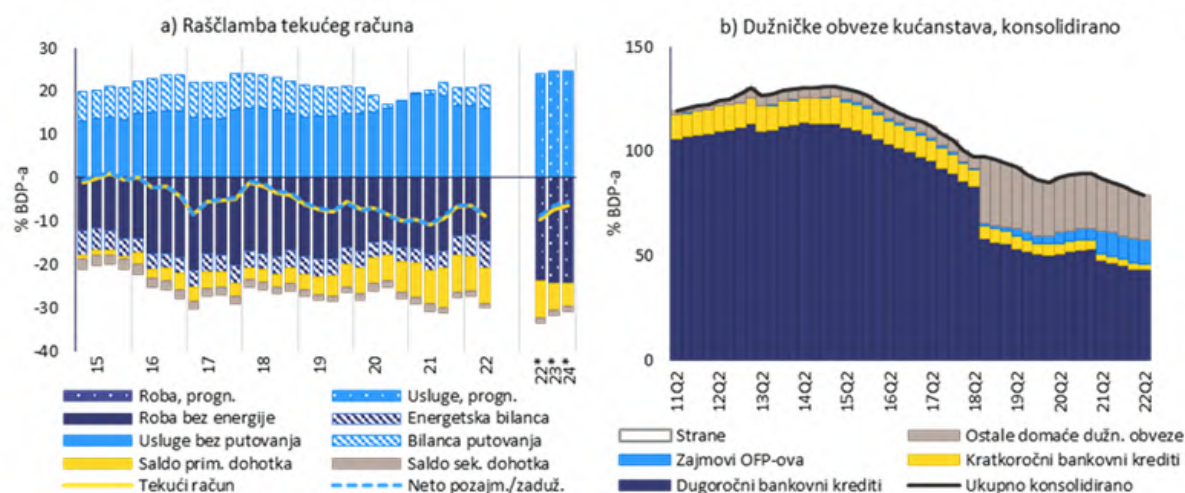 a) Raščlamba tekućeg računa
% BDP-a
30
20
10
0
-10
-20
-30
-40
15
16
17
18
19
20
21
22
22*
23*
24*
Roba, progn.
Usluge, progn.
Roba bez energije
Energetska bilanca
Usluge bez putovanja
Bilanca putovanja
Saldo prim. dohotka
Saldo sek. dohotka
Tekući račun
Neto pozajm./zaduž.
b) Dužničke obveze kućanstava, konsolidirano
% BDP-a
150
100
50
0
11Q2
12Q2
13Q2
14Q2
15Q2
16Q2
17Q2
18Q2
19Q2
20Q2
21Q2
22Q2
Strane
Ostale domaće dužn. obveze
Zajmovi OFP-ova
Kratkoročni bankovni krediti
Dugoročni bankovni krediti
Ukupno konsolidirano